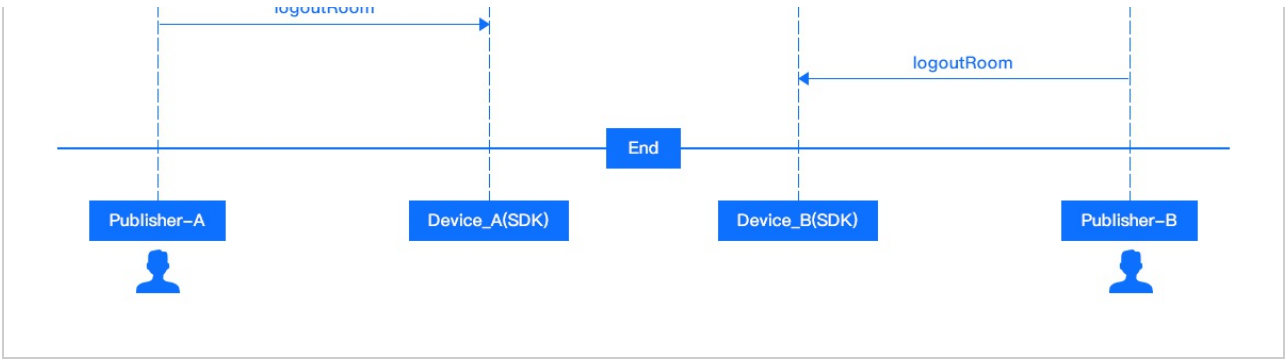 logoutRoom
logoutRoom
End
Publisher-A
Device_A(SDK)
Device_B(SDK)
Publisher-B